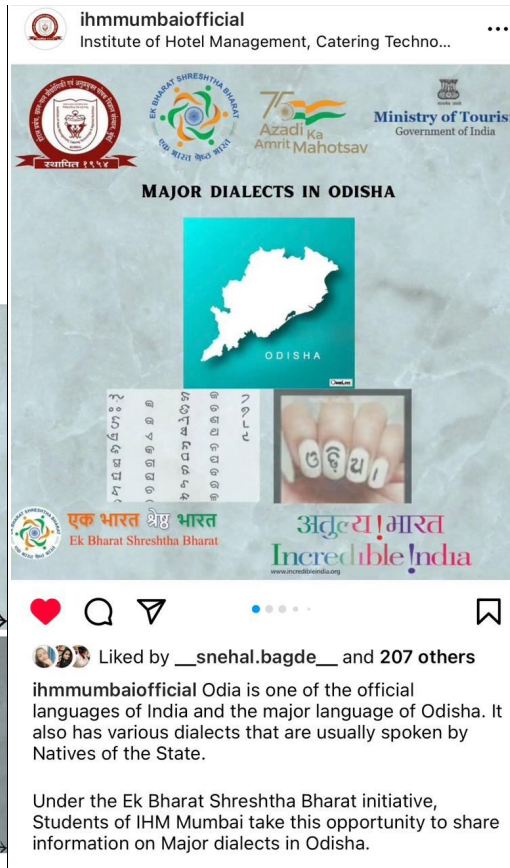 ihmmumbaiofficial
Institute of Hotel Management, Catering Techno...
EK BHARAT SHRESHTHA BHARAT
एक भारत श्रेष्ठ भारत
स्थापित १९५४
75
Azadi Ka
Amrit Mahotsav
Ministry of Touris
Government of India
MAJOR DIALECTS IN ODISHA
ODISHA
ଓଡ଼ିଆ
एक भारत श्रेष्ठ भारत
Ek Bharat Shreshtha Bharat
अतुल्य!भारत
Incredible!ndia
www.incredibleindia.org
Liked by __snehal.bagde__ and 207 others
ihmmumbaiofficial Odia is one of the official
languages of India and the major language of Odisha. It
also has various dialects that are usually spoken by
Natives of the State.
Under the Ek Bharat Shreshtha Bharat initiative,
Students of IHM Mumbai take this opportunity to share
information on Major dialects in Odisha.